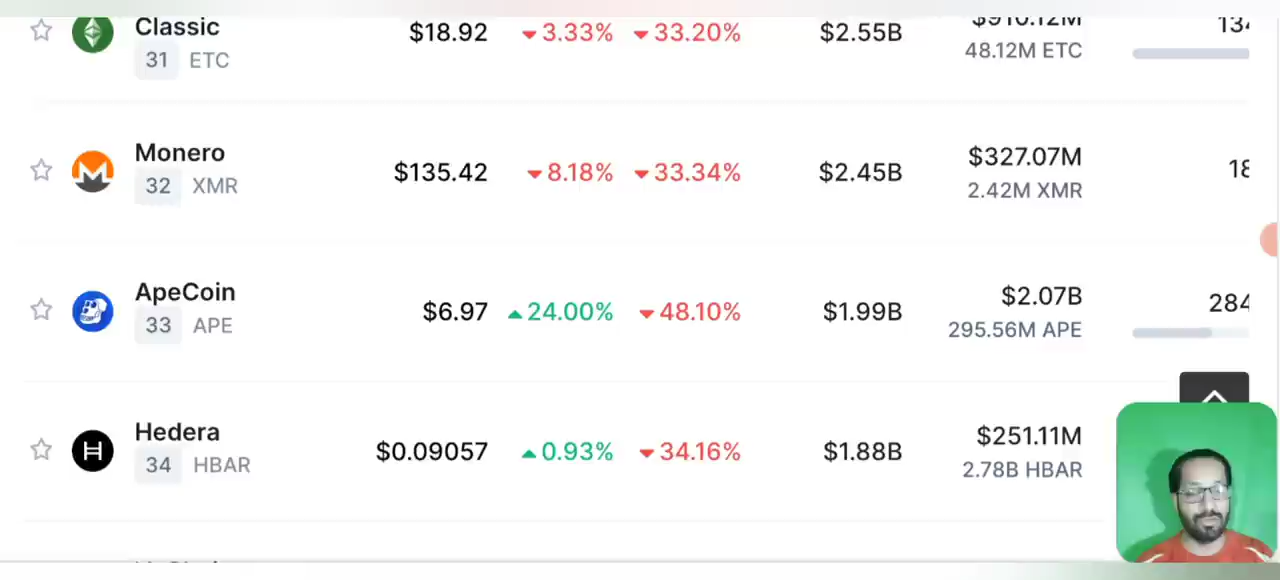 Classic
$18.92 3.33% 33.20% $2.55B $910.12M
31 ETC 48.12M ETC
Monero
$135.42 8.18% 33.34% $2.45B $327.07M
32 XMR 2.42M XMR
ApeCoin
$6.97 24.00% 48.10% $1.99B $2.07B
33 APE 295.56M APE 284
Hedera
$0.09057 0.93% 34.16% $1.88B $251.11M
34 HBAR 2.78B HBAR